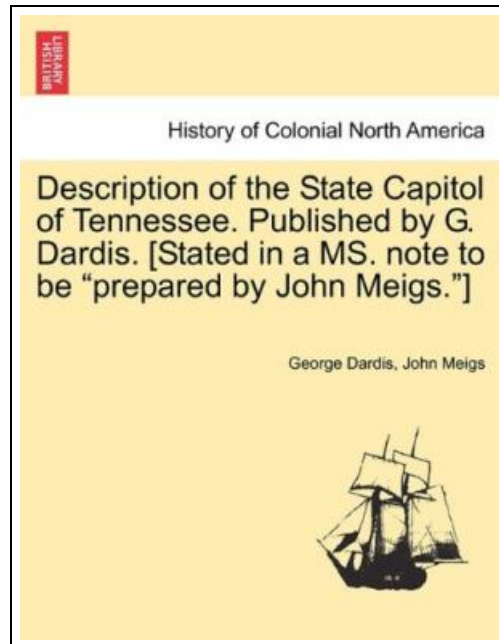 BRITISH
LIBRARY
History of Colonial North America
Description of the State Capitol
of Tennessee. Published by G.
Dardis. [Stated in a MS. note to
be “prepared by John Meigs.”]
George Dardis, John Meigs